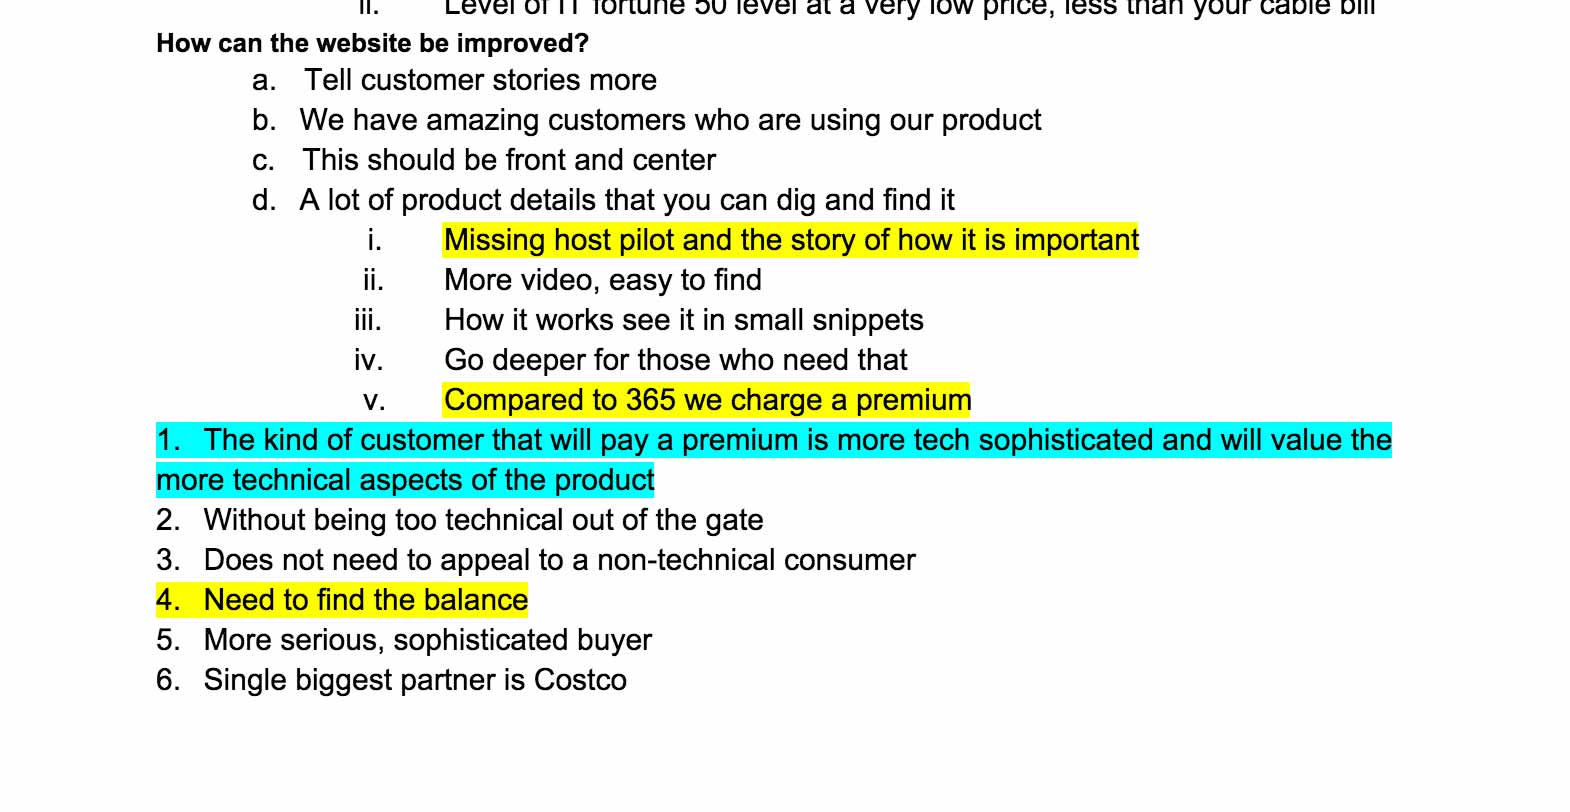 ii. Level of IT fortune 50 level at a very low price, less than your cable bill
How can the website be improved?
a. Tell customer stories more
b. We have amazing customers who are using our product
c. This should be front and center
d. A lot of product details that you can dig and find it
i. Missing host pilot and the story of how it is important
ii. More video, easy to find
iii. How it works see it in small snippets
iv. Go deeper for those who need that
v. Compared to 365 we charge a premium
1. The kind of customer that will pay a premium is more tech sophisticated and will value the
more technical aspects of the product
2. Without being too technical out of the gate
3. Does not need to appeal to a non-technical consumer
4. Need to find the balance
5. More serious, sophisticated buyer
6. Single biggest partner is Costco